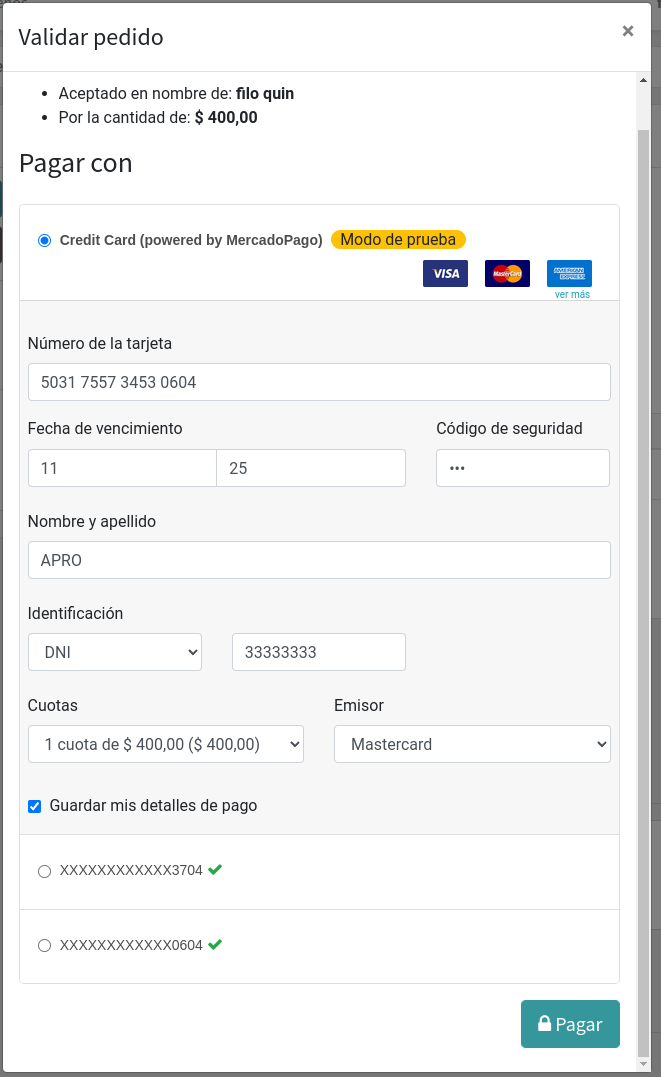 Validar pedido
×
Aceptado en nombre de: filo quin
Por la cantidad de: $ 400,00
Pagar con
Credit Card (powered by MercadoPago) Modo de prueba
VISA MasterCard AMERICAN EXPRESS
ver más
Número de la tarjeta
5031 7557 3453 0604
Fecha de vencimiento Código de seguridad
11 25 •••
Nombre y apellido
APRO
Identificación
DNI 33333333
Cuotas Emisor
1 cuota de $ 400,00 ($ 400,00) Mastercard
Guardar mis detalles de pago
XXXXXXXXXXXX3704
XXXXXXXXXXXX0604
Pagar